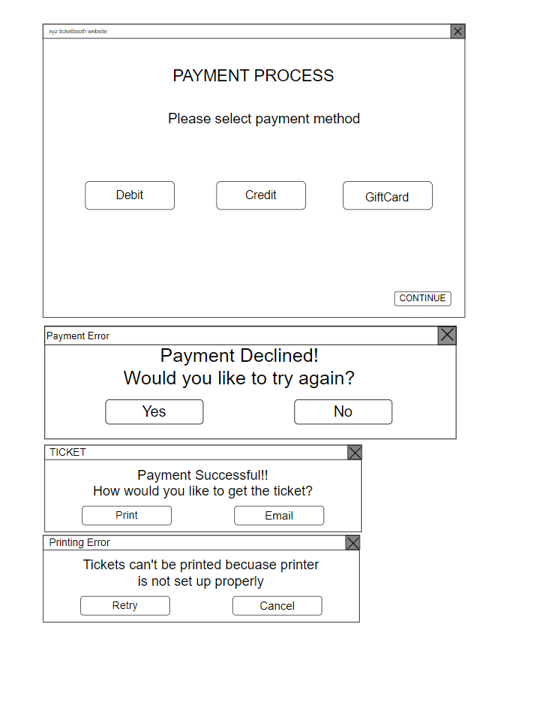 xyz ticketbooth website
PAYMENT PROCESS
Please select payment method
Debit
Credit
GiftCard
CONTINUE
Payment Error
Payment Declined!
Would you like to try again?
Yes
No
TICKET
Payment Successful!!
How would you like to get the ticket?
Print
Email
Printing Error
Tickets can't be printed becuase printer
is not set up properly
Retry
Cancel